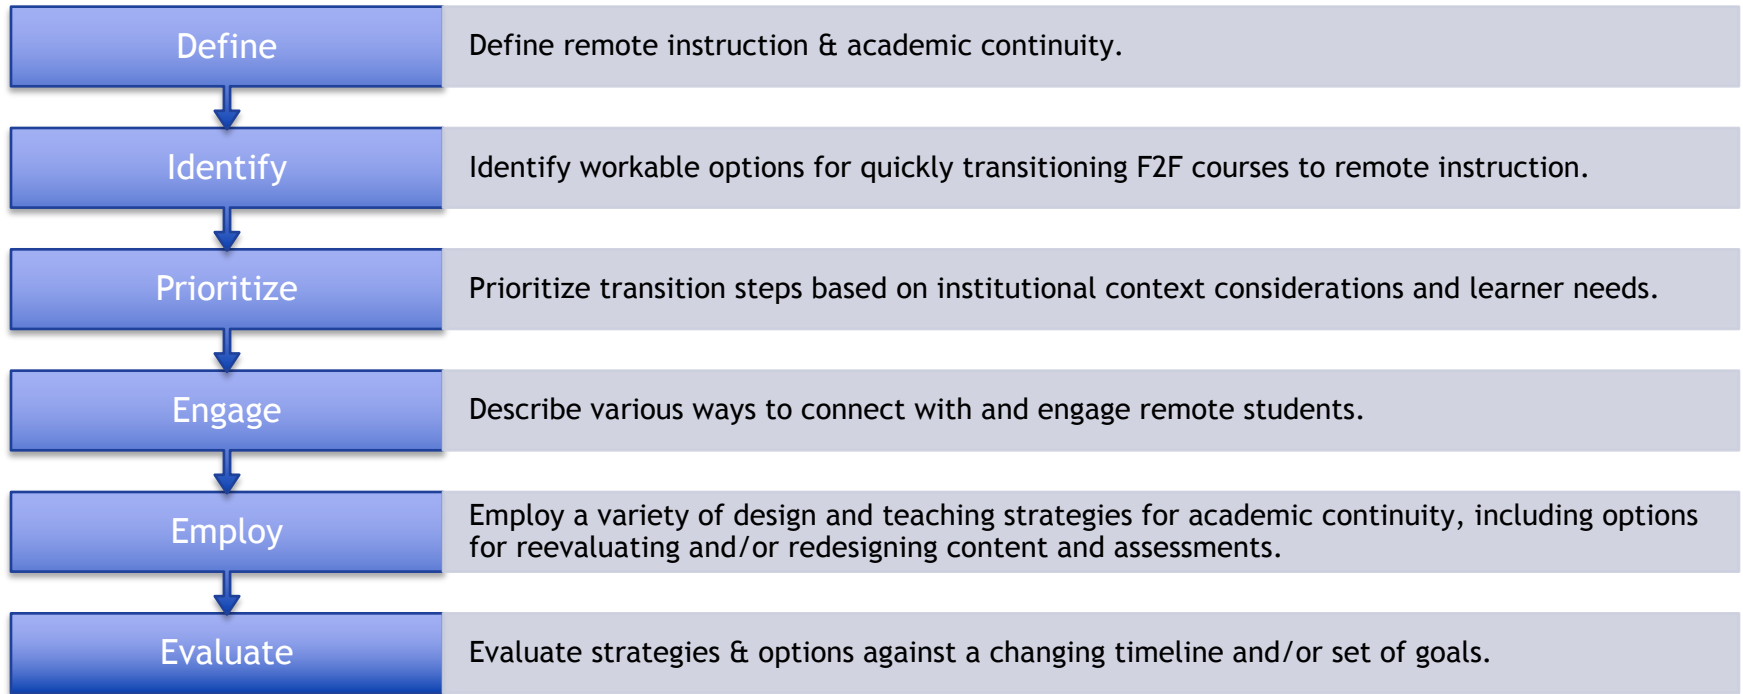 Define
Define remote instruction & academic continuity.
Identify
Identify workable options for quickly transitioning F2F courses to remote instruction.
Prioritize
Prioritize transition steps based on institutional context considerations and learner needs.
Engage
Describe various ways to connect with and engage remote students.
Employ
Employ a variety of design and teaching strategies for academic continuity, including options
for reevaluating and/or redesigning content and assessments.
Evaluate
Evaluate strategies & options against a changing timeline and/or set of goals.